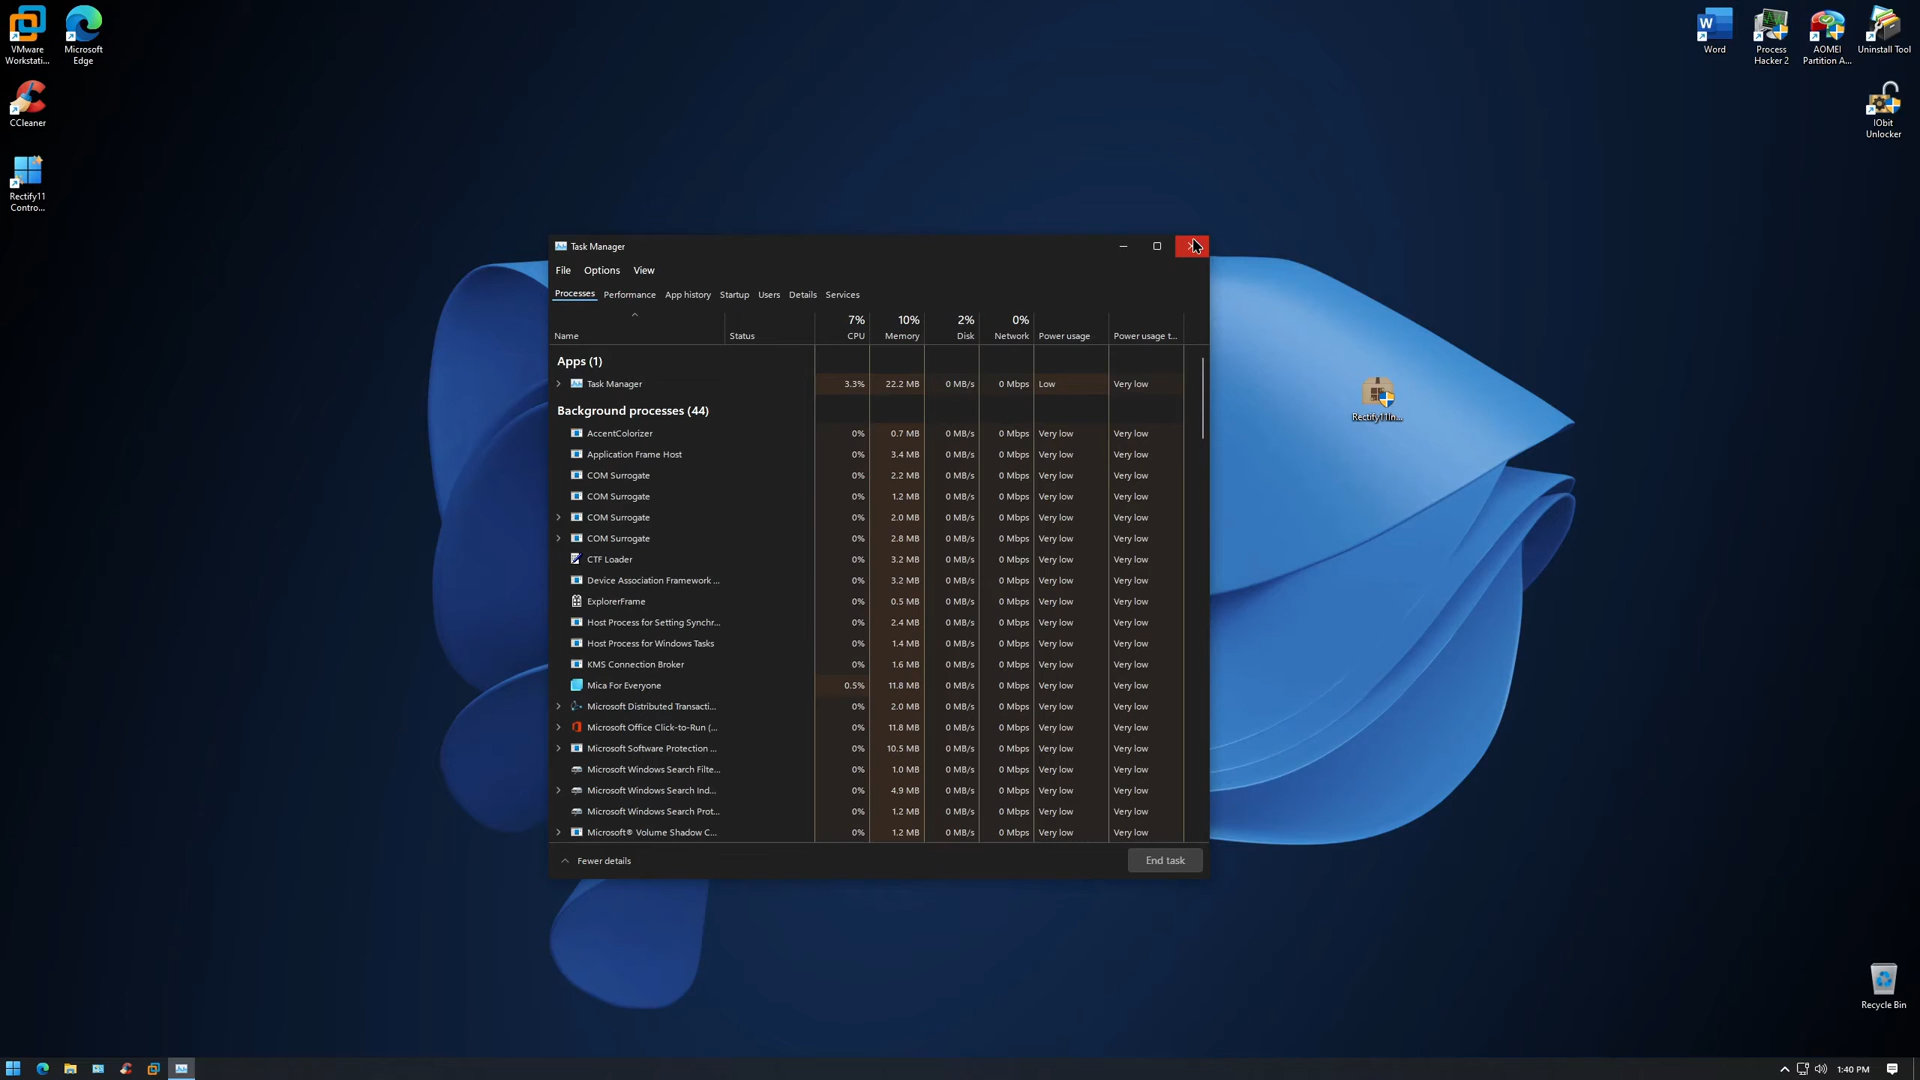 VMware
Workstati...
Microsoft
Edge
CCleaner
Rectify11
Contro...
Word
Process
Hacker 2
AOMEI
Partition A...
Uninstall Tool
IObit
Unlocker
Rectify11In...
Recycle Bin
Task Manager
File Options View
Processes Performance App history Startup Users Details Services
7% 10% 2% 0%
Name Status CPU Memory Disk Network Power usage Power usage t...
Apps (1)
Task Manager 3.3% 22.2 MB 0 MB/s 0 Mbps Low Very low
Background processes (44)
AccentColorizer 0% 0.7 MB 0 MB/s 0 Mbps Very low Very low
Application Frame Host 0% 3.4 MB 0 MB/s 0 Mbps Very low Very low
COM Surrogate 0% 2.2 MB 0 MB/s 0 Mbps Very low Very low
COM Surrogate 0% 1.2 MB 0 MB/s 0 Mbps Very low Very low
COM Surrogate 0% 2.0 MB 0 MB/s 0 Mbps Very low Very low
COM Surrogate 0% 2.8 MB 0 MB/s 0 Mbps Very low Very low
CTF Loader 0% 3.2 MB 0 MB/s 0 Mbps Very low Very low
Device Association Framework ... 0% 3.2 MB 0 MB/s 0 Mbps Very low Very low
ExplorerFrame 0% 0.5 MB 0 MB/s 0 Mbps Very low Very low
Host Process for Setting Synchr... 0% 2.4 MB 0 MB/s 0 Mbps Very low Very low
Host Process for Windows Tasks 0% 1.4 MB 0 MB/s 0 Mbps Very low Very low
KMS Connection Broker 0% 1.6 MB 0 MB/s 0 Mbps Very low Very low
Mica For Everyone 0.5% 11.8 MB 0 MB/s 0 Mbps Very low Very low
Microsoft Distributed Transacti... 0% 2.0 MB 0 MB/s 0 Mbps Very low Very low
Microsoft Office Click-to-Run (... 0% 11.8 MB 0 MB/s 0 Mbps Very low Very low
Microsoft Software Protection ... 0% 10.5 MB 0 MB/s 0 Mbps Very low Very low
Microsoft Windows Search Filte... 0% 1.0 MB 0 MB/s 0 Mbps Very low Very low
Microsoft Windows Search Ind... 0% 4.9 MB 0 MB/s 0 Mbps Very low Very low
Microsoft Windows Search Prot... 0% 1.2 MB 0 MB/s 0 Mbps Very low Very low
Microsoft® Volume Shadow C... 0% 1.2 MB 0 MB/s 0 Mbps Very low Very low
Fewer details End task
1:40 PM